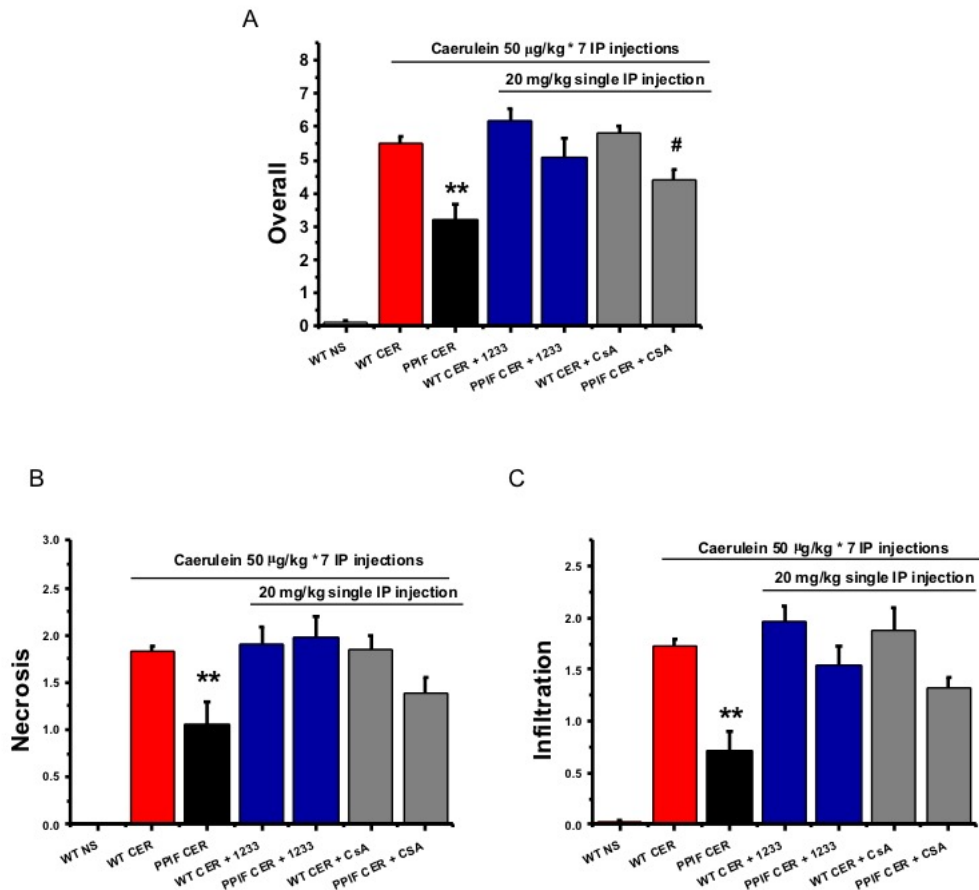 A
Caerulein 50 µg/kg * 7 IP injections
20 mg/kg single IP injection
8
7
6
5
4
3
2
1
0
Overall
**
#
WT NS
WT CER
PPIF CER
WT CER + 1233
PPIF CER + 1233
WT CER + CsA
PPIF CER + CSA
B
Caerulein 50 µg/kg * 7 IP injections
20 mg/kg single IP injection
3.0
2.5
2.0
1.5
1.0
0.5
0.0
Necrosis
**
WT NS
WT CER
PPIF CER
WT CER + 1233
PPIF CER + 1233
WT CER + CsA
PPIF CER + CSA
C
Caerulein 50 µg/kg * 7 IP injections
20 mg/kg single IP injection
2.5
2.0
1.5
1.0
0.5
0.0
Infiltration
**
WT NS
WT CER
PPIF CER
WT CER + 1233
PPIF CER + 1233
WT CER + CsA
PPIF CER + CSA